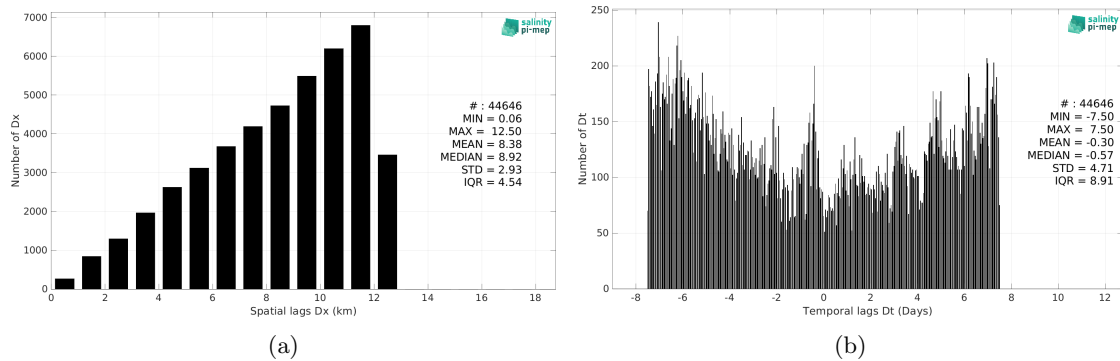 7000
6000
5000
4000
3000
2000
1000
0
Number of Dx
salinity
pi-mep
# : 44646
MIN = 0.06
MAX = 12.50
MEAN = 8.38
MEDIAN = 8.92
STD = 2.93
IQR = 4.54
0 2 4 6 8 10 12 14 16 18
Spatial lags Dx (km)
(a)
250
200
150
100
50
0
Number of Dt
salinity
pi-mep
# : 44646
MIN = -7.50
MAX = 7.50
MEAN = -0.30
MEDIAN = -0.57
STD = 4.71
IQR = 8.91
-8 -6 -4 -2 0 2 4 6 8 10 12
Temporal lags Dt (Days)
(b)